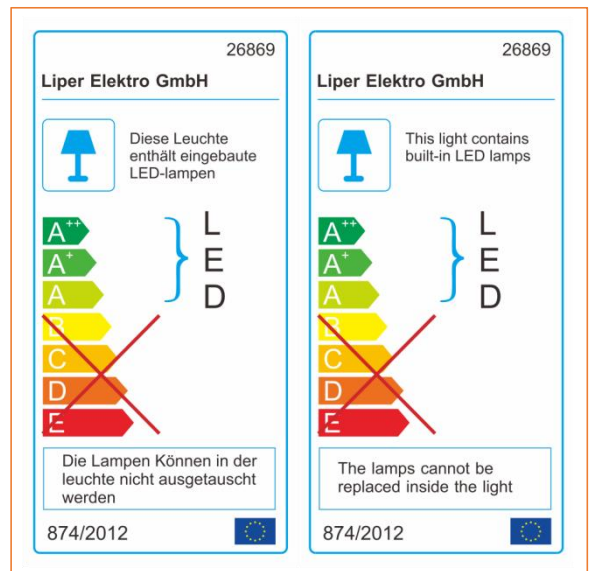 26869
Liper Elektro GmbH
Diese Leuchte
enthält eingebaute
LED-lampen
A++
A+
A
B
C
D
E
L
E
D
Die Lampen Können in der
leuchte nicht ausgetauscht
werden
874/2012
26869
Liper Elektro GmbH
This light contains
built-in LED lamps
A++
A+
A
B
C
D
E
L
E
D
The lamps cannot be
replaced inside the light
874/2012